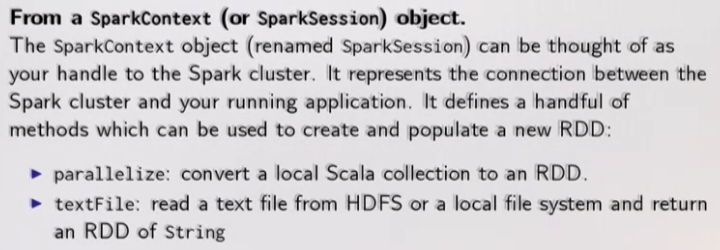 From a SparkContext (or SparkSession) object.
The SparkContext object (renamed SparkSession) can be thought of as
your handle to the Spark cluster. It represents the connection between the
Spark cluster and your running application. It defines a handful of
methods which can be used to create and populate a new RDD:
▶ parallelize: convert a local Scala collection to an RDD.
▶ textFile: read a text file from HDFS or a local file system and return
an RDD of String